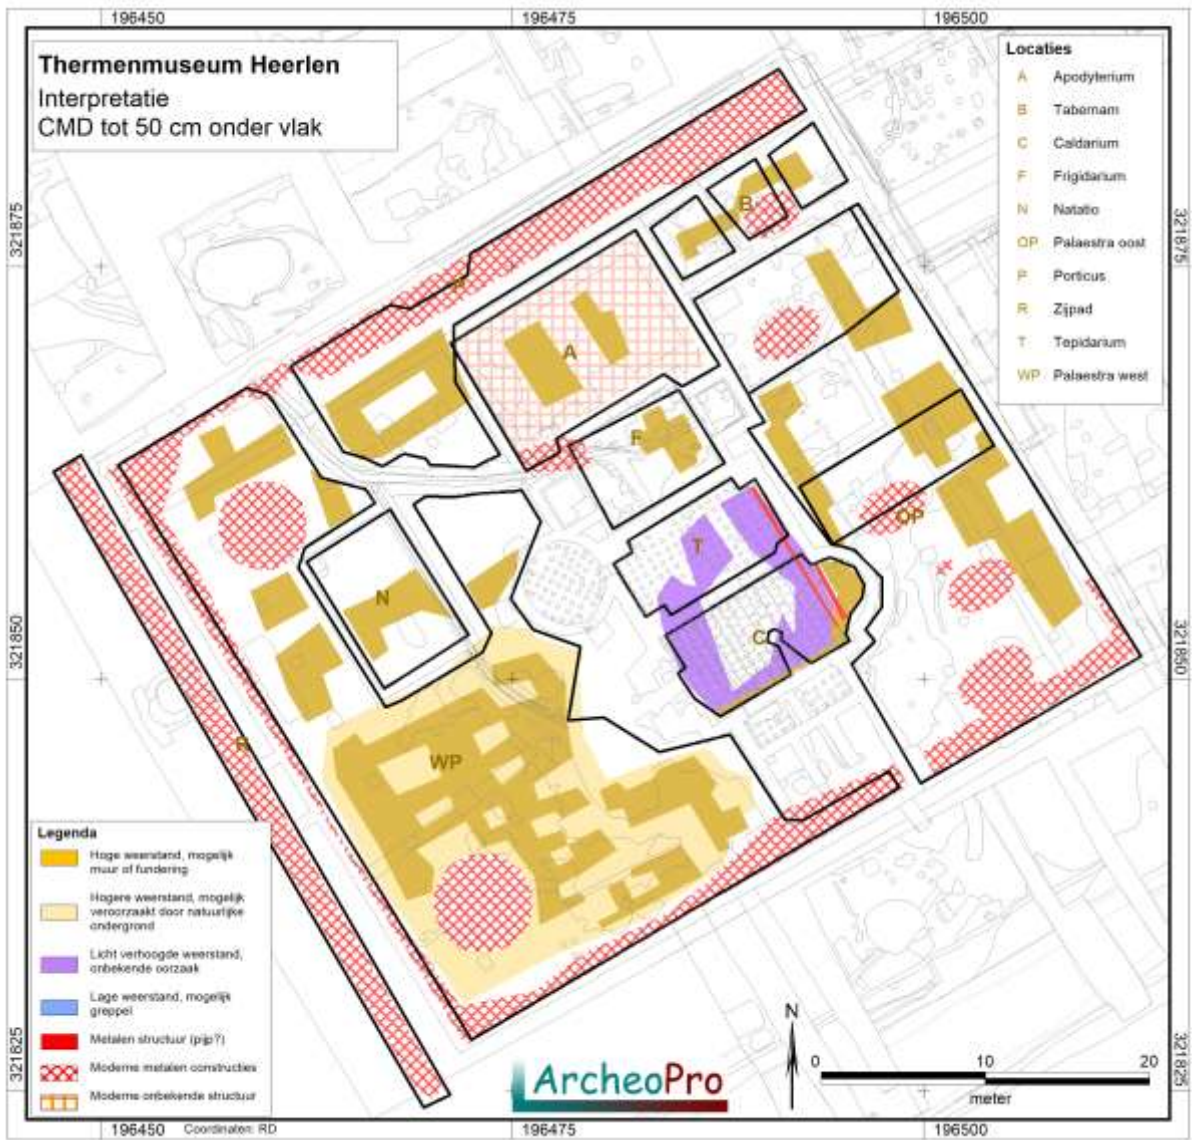 196450
196475
196500
Thermenmuseum Heerlen
Interpretatie
CMD tot 50 cm onder vlak
Locaties
A Apodyterium
B Tabernam
C Caldarium
F Frigidarium
N Natatio
OP Palaestra oost
P Porticus
R Zijpad
T Tepidarium
WP Palaestra west
321875
321875
B
P
A
F
OP
T
N
C
321850
321850
R
WP
Legenda
Hoge weerstand, mogelijk
muur of fundering
Hogere weerstand, mogelijk
veroorzaakt door natuurlijke
ondergrond
Licht verhoogde weerstand,
onbekende oorzaak
Lage weerstand, mogelijk
greppel
Metalen structuur (pijp?)
Moderne metalen constructies
Moderne onbekende structuur
321825
321825
ArcheoPro
N
0
10
20
meter
196450
Coordinaten: RD
196475
196500